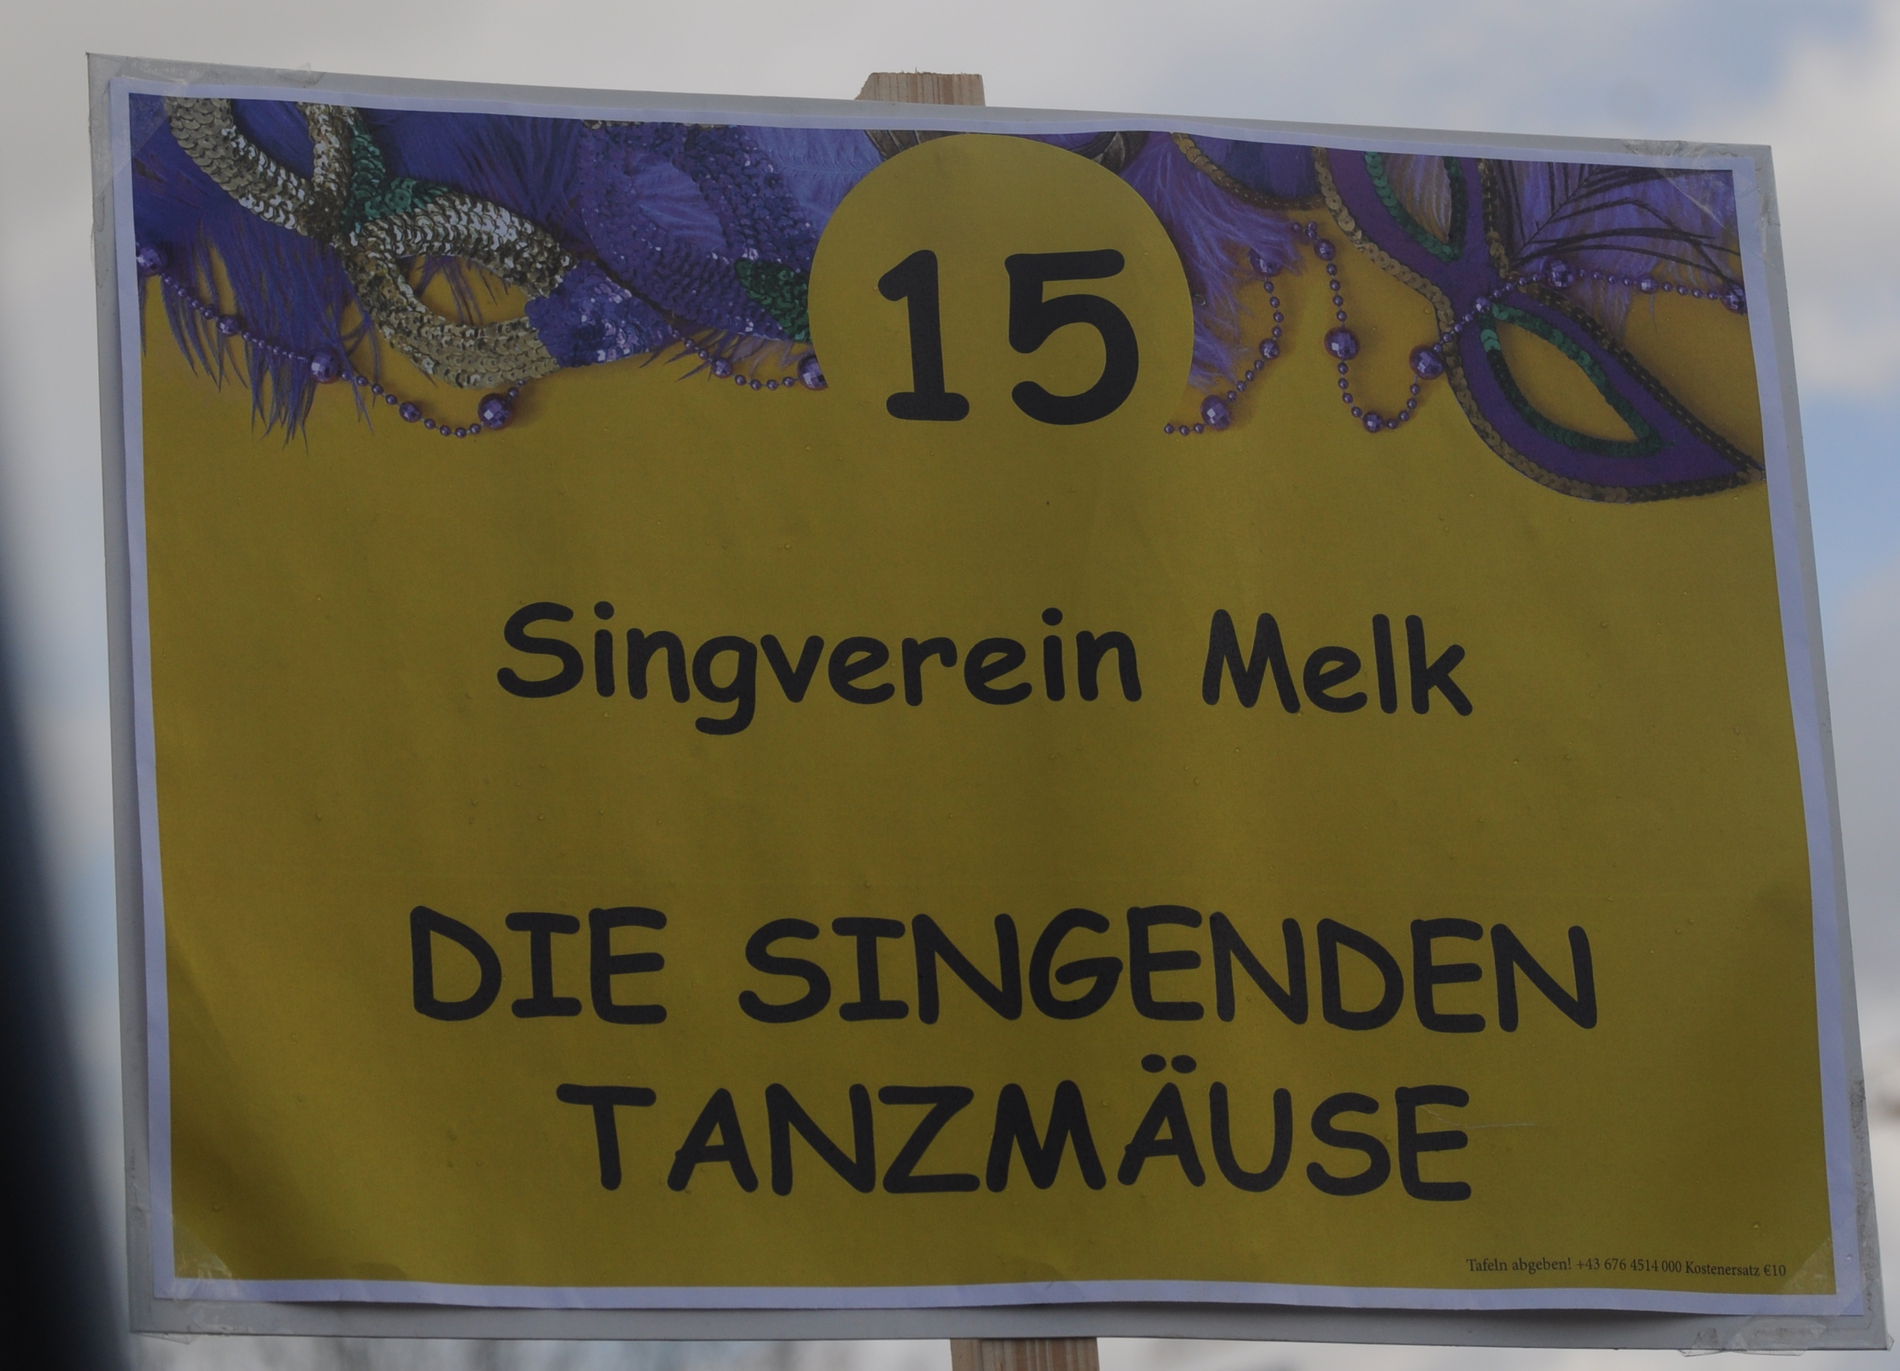 15
Singverein Melk
DIE SINGENDEN
TANZMÄUSE
Tafeln abgeben! +43 676 4514 000 Kostenersatz €10